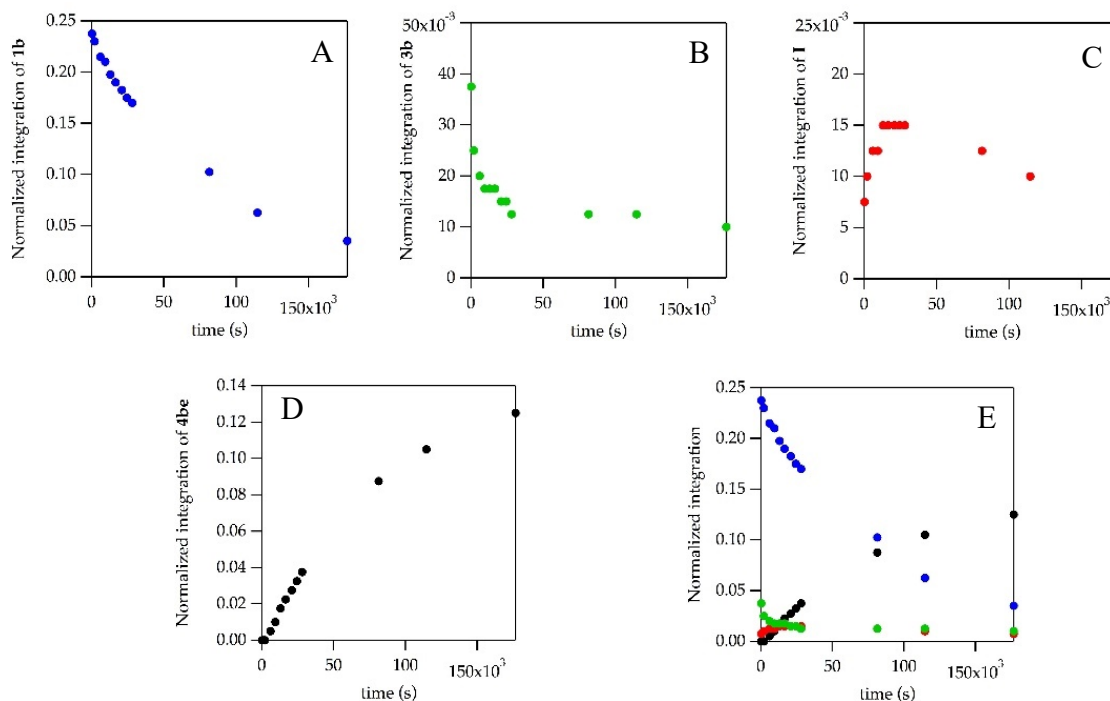 A
Normalized integration of 1b
0.25
0.20
0.15
0.10
0.05
0.00
0
50
100
150x10³
time (s)
B
Normalized integration of 3b
50x10⁻³
40
30
20
10
0
0
50
100
150x10³
time (s)
C
Normalized integration of I
25x10⁻³
20
15
10
5
0
0
50
100
150x10³
time (s)
D
Normalized integration of 4be
0.14
0.12
0.10
0.08
0.06
0.04
0.02
0.00
0
50
100
150x10³
time (s)
E
Normalized integration
0.25
0.20
0.15
0.10
0.05
0.00
0
50
100
150x10³
time (s)